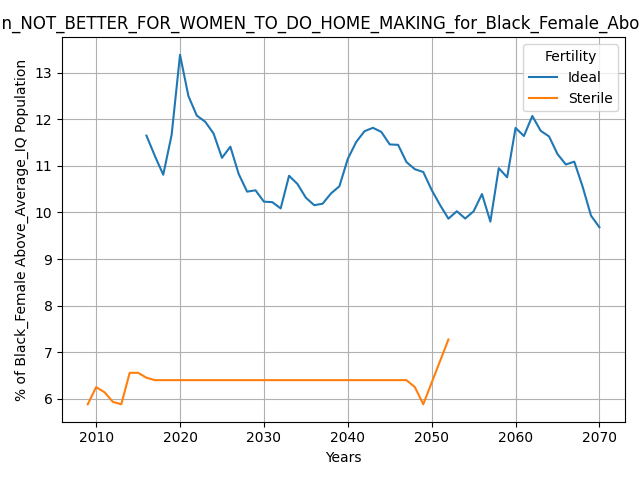 n_NOT_BETTER_FOR_WOMEN_TO_DO_HOME_MAKING_for_Black_Female_Abo
Fertility
Ideal
Sterile
% of Black_Female Above_Average_IQ Population
13
12
11
10
9
8
7
6
2010 2020 2030 2040 2050 2060 2070
Years